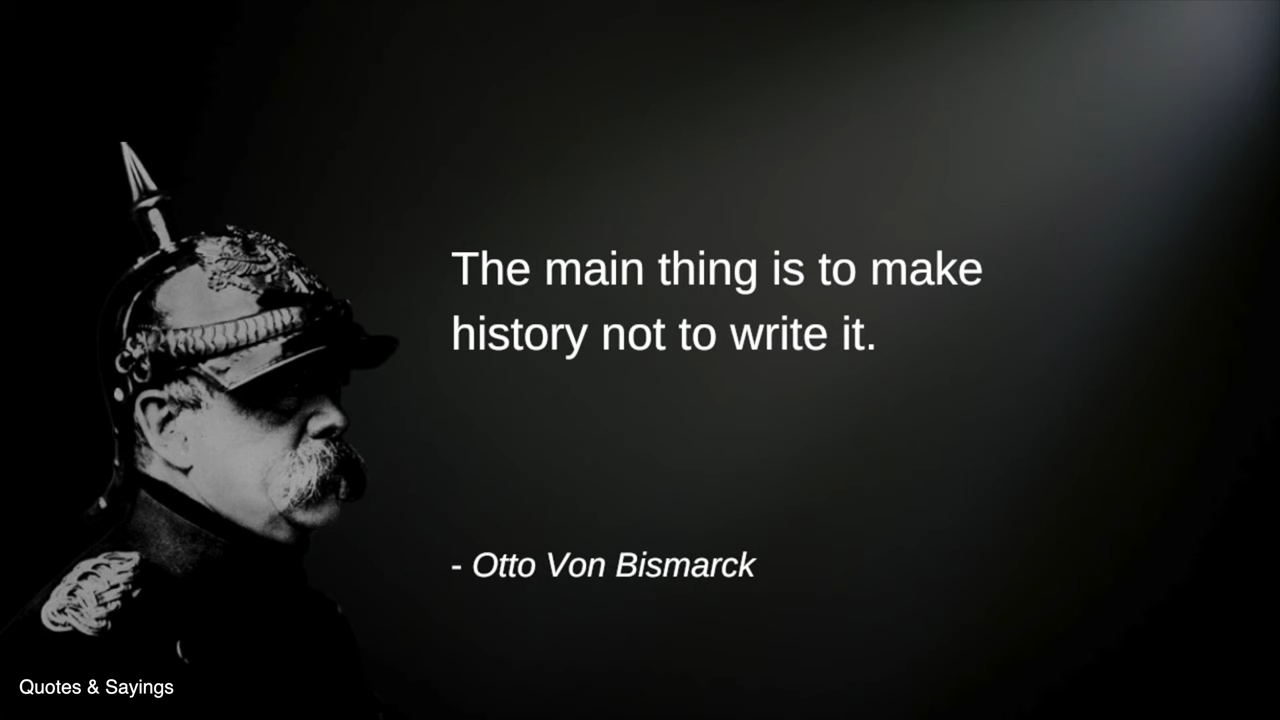 The main thing is to make
history not to write it.
- Otto Von Bismarck
Quotes & Sayings